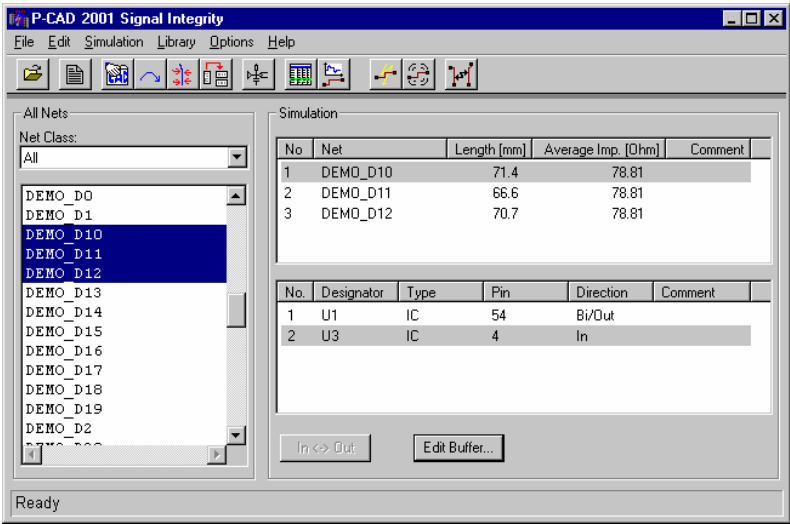 P-CAD 2001 Signal Integrity
File Edit Simulation Library Options Help
All Nets
Net Class:
All
DEMO_D0
DEMO_D1
DEMO_D10
DEMO_D11
DEMO_D12
DEMO_D13
DEMO_D14
DEMO_D15
DEMO_D16
DEMO_D17
DEMO_D18
DEMO_D19
DEMO_D2
Simulation
No Net Length [mm] Average Imp. [Ohm] Comment
1 DEMO_D10 71.4 78.81
2 DEMO_D11 66.6 78.81
3 DEMO_D12 70.7 78.81
No. Designator Type Pin Direction Comment
1 U1 IC 54 Bi/Out
2 U3 IC 4 In
In <-> Out Edit Buffer...
Ready